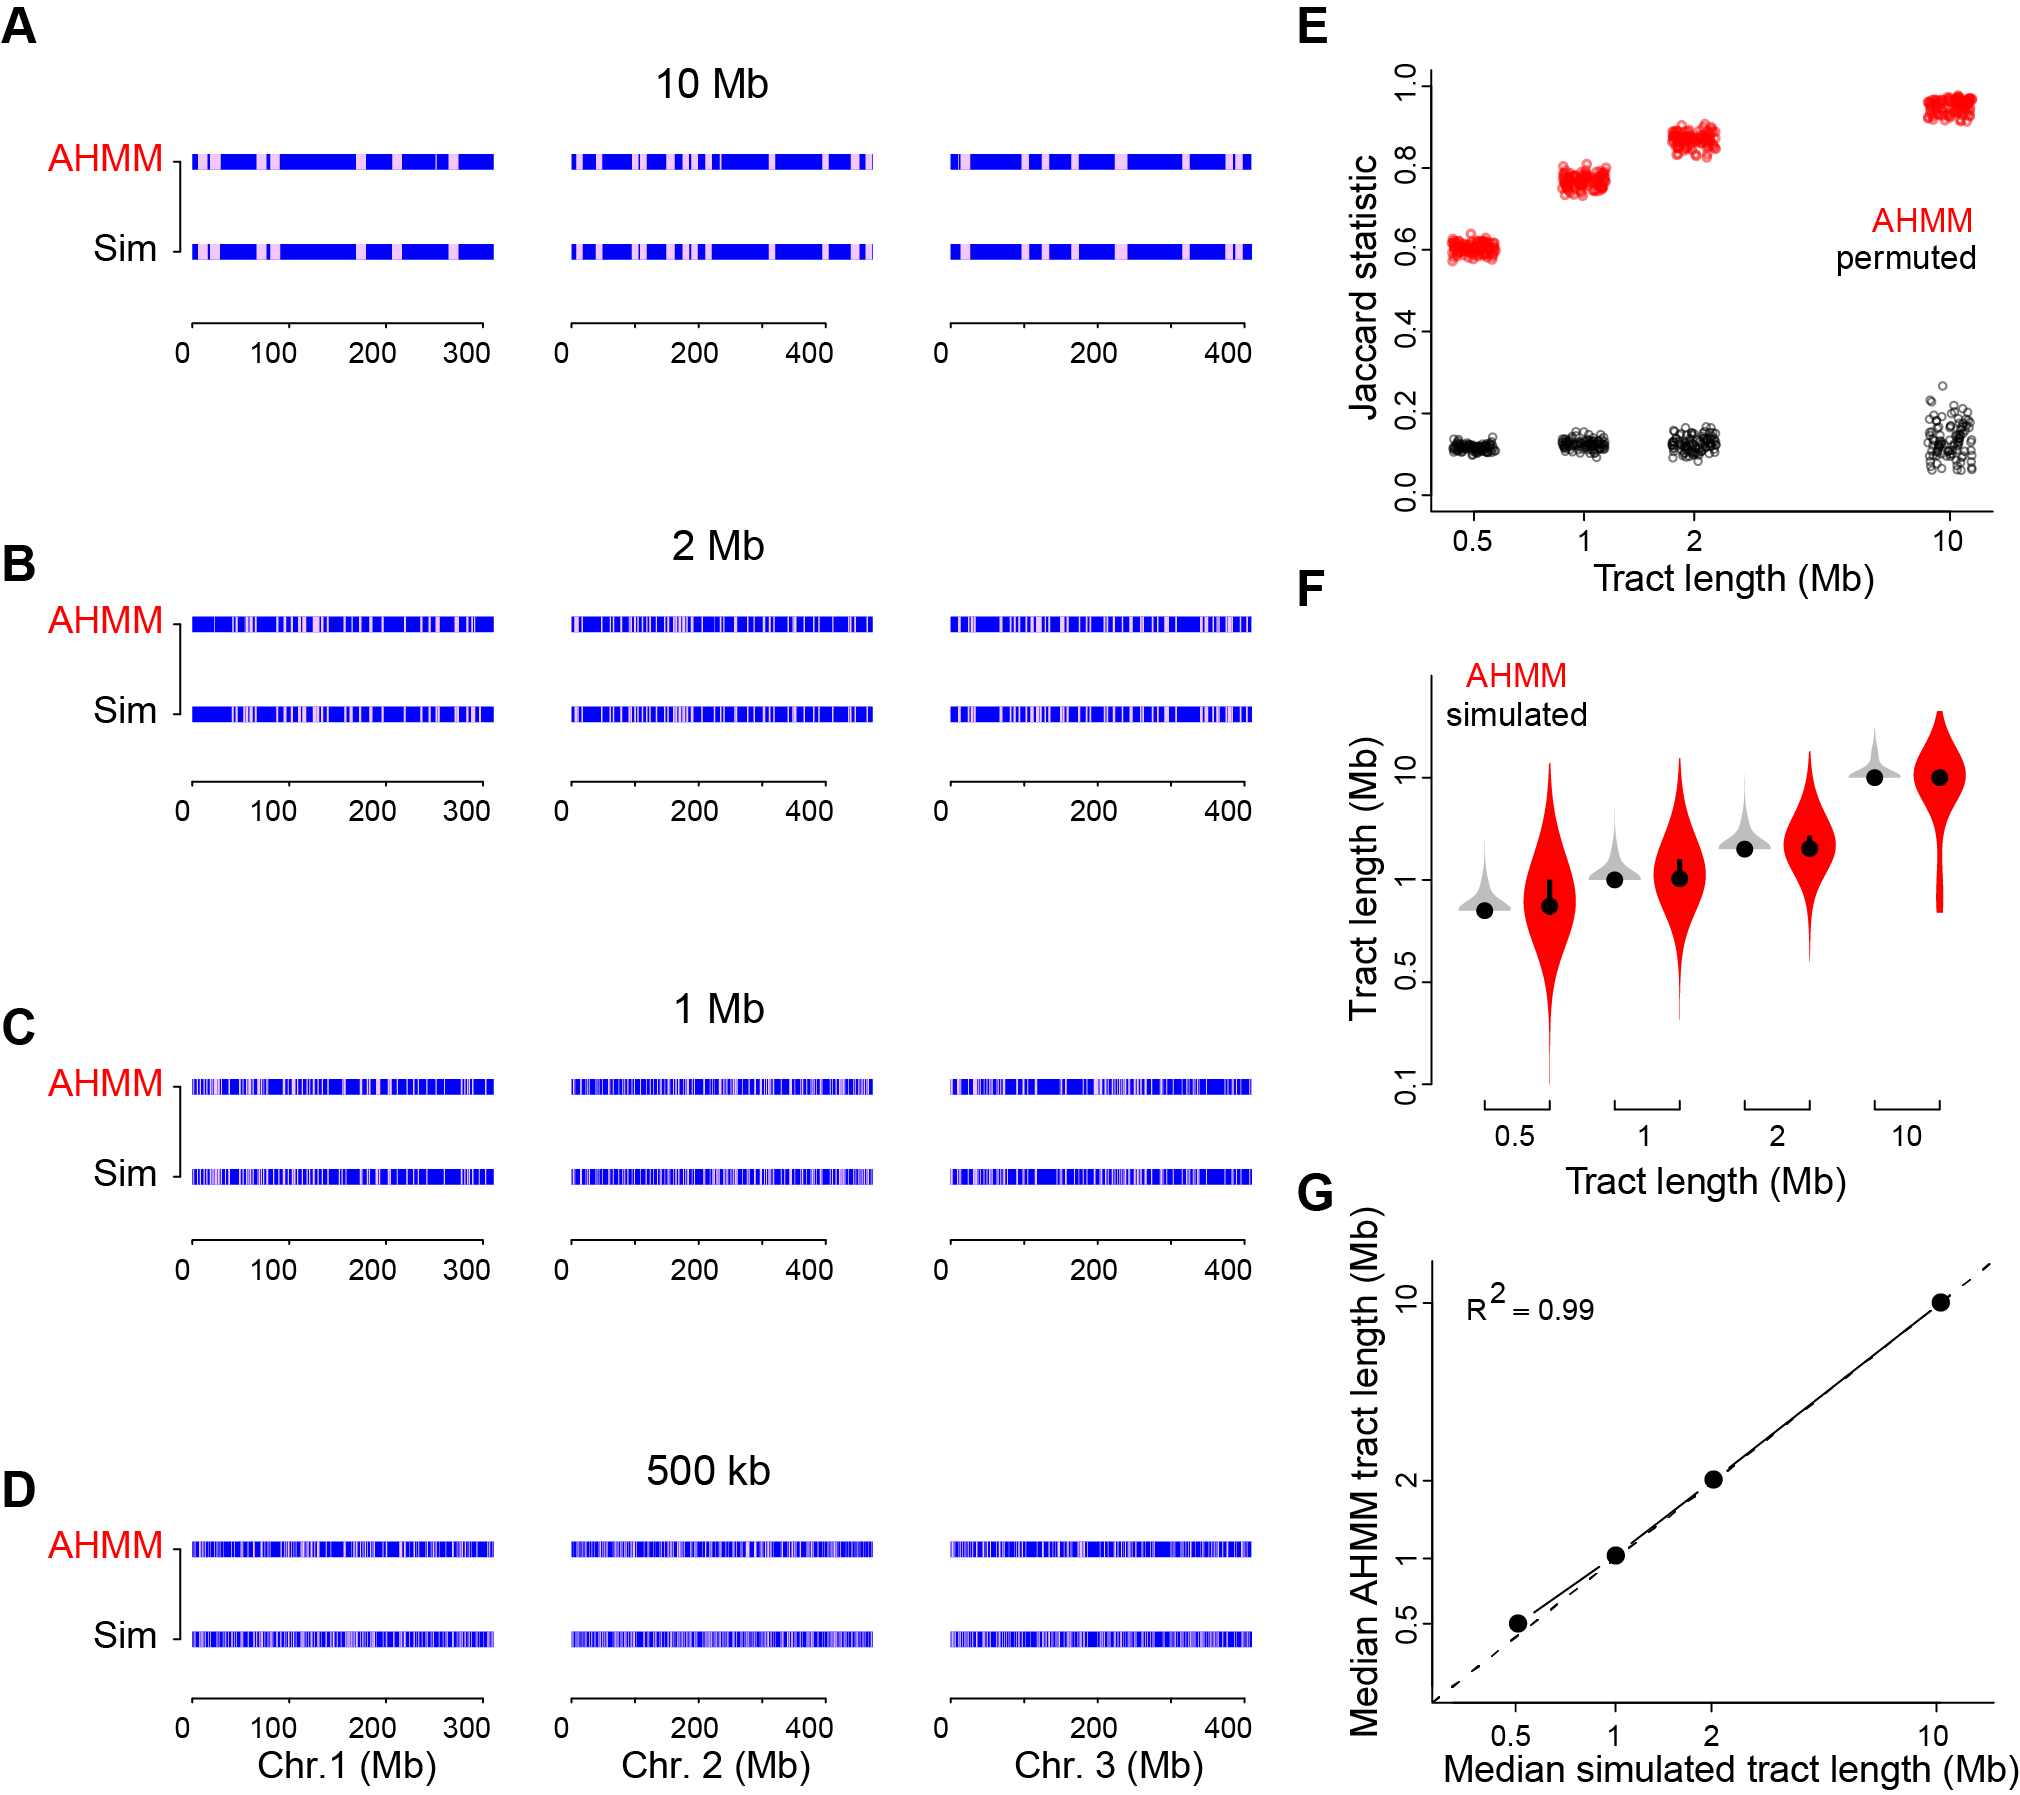 A
10 Mb
AHMM
Sim
0 100 200 300
0 200 400
0 200 400
B
2 Mb
AHMM
Sim
0 100 200 300
0 200 400
0 200 400
C
1 Mb
AHMM
Sim
0 100 200 300
0 200 400
0 200 400
D
500 kb
AHMM
Sim
0 100 200 300
0 200 400
0 200 400
Chr.1 (Mb)
Chr. 2 (Mb)
Chr. 3 (Mb)
E
Jaccard statistic
0.0 0.2 0.4 0.6 0.8 1.0
AHMM
permuted
0.5 1 2 10
Tract length (Mb)
F
Tract length (Mb)
0.1 0.5 1 10
AHMM
simulated
0.5 1 2 10
Tract length (Mb)
G
Median AHMM tract length (Mb)
0.5 1 2 10
R2 = 0.99
0.5 1 2 10
Median simulated tract length (Mb)